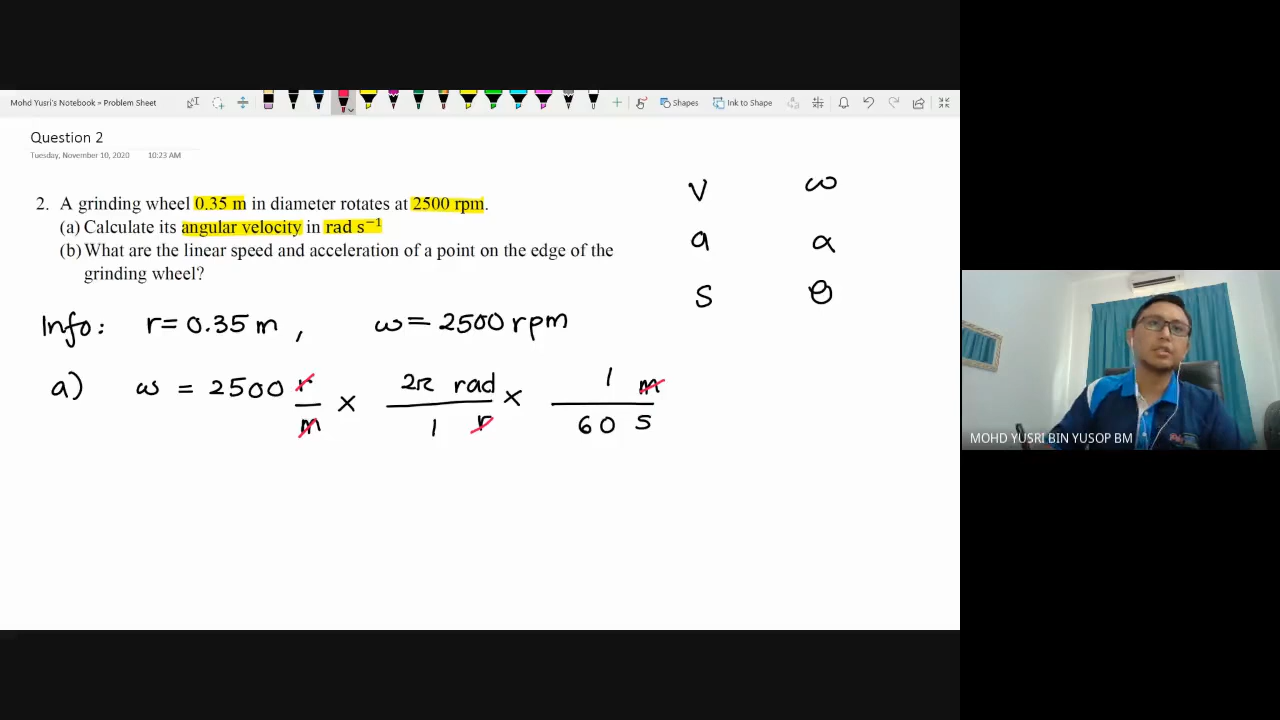 Mohd Yusri's Notebook » Problem Sheet
Shapes
Ink to Shape
Question 2
Tuesday, November 10, 2020 10:23 AM
2. A grinding wheel 0.35 m in diameter rotates at 2500 rpm.
(a) Calculate its angular velocity in rad s⁻¹
(b) What are the linear speed and acceleration of a point on the edge of the
grinding wheel?
v ω
a α
s θ
Info: r = 0.35 m , ω = 2500 rpm
a) ω = 2500 r/m × 2π rad / 1 r × 1 m / 60 s
MOHD YUSRI BIN YUSOP BM